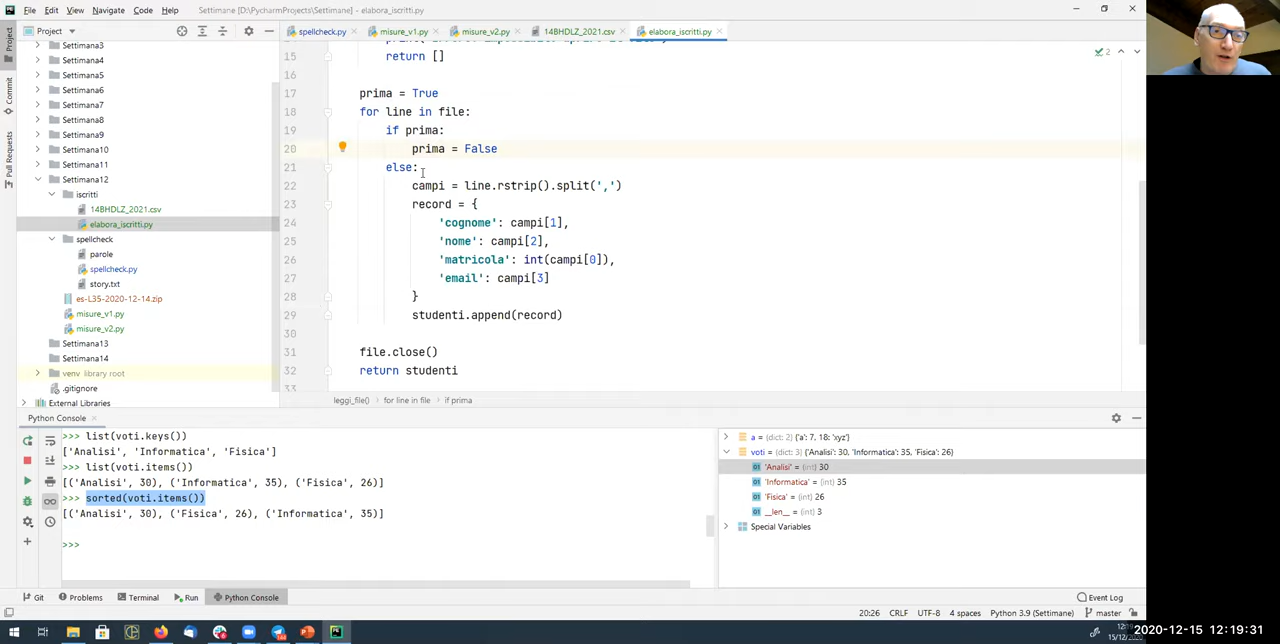 File Edit View Navigate Code Help Settimane [D:\PycharmProjects\Settimane] - elabora_iscritti.py
Project
spellcheck.py misure_v1.py misure_v2.py 14BHDLZ_2021.csv elabora_iscritti.py
Project
Commit
Pull Requests
Settimana3
Settimana4
Settimana5
Settimana6
Settimana7
Settimana8
Settimana9
Settimana10
Settimana11
Settimana12
iscritti
14BHDLZ_2021.csv
elabora_iscritti.py
spellcheck
parole
spellcheck.py
story.txt
es-L35-2020-12-14.zip
misure_v1.py
misure_v2.py
Settimana13
Settimana14
venv library root
.gitignore
External Libraries
2
15 return []
16
17 prima = True
18 for line in file:
19 if prima:
20 prima = False
21 else:
22 campi = line.rstrip().split(',')
23 record = {
24 'cognome': campi[1],
25 'nome': campi[2],
26 'matricola': int(campi[0]),
27 'email': campi[3]
28 }
29 studenti.append(record)
30
31 file.close()
32 return studenti
33
leggi_file() for line in file if prima
Python Console
>>> list(voti.keys())
['Analisi', 'Informatica', 'Fisica']
>>> list(voti.items())
[('Analisi', 30), ('Informatica', 35), ('Fisica', 26)]
>>> sorted(voti.items())
[('Analisi', 30), ('Fisica', 26), ('Informatica', 35)]
>>>
a = {dict: 2} {'a': 7, 18: 'xyz'}
voti = {dict: 3} {'Analisi': 30, 'Informatica': 35, 'Fisica': 26}
01 'Analisi' = {int} 30
01 'Informatica' = {int} 35
01 'Fisica' = {int} 26
01 __len__ = {int} 3
Special Variables
Git Problems Terminal Run Python Console Event Log
20:26 CRLF UTF-8 4 spaces Python 3.9 (Settimane) master
2020-12-15 12:19:31